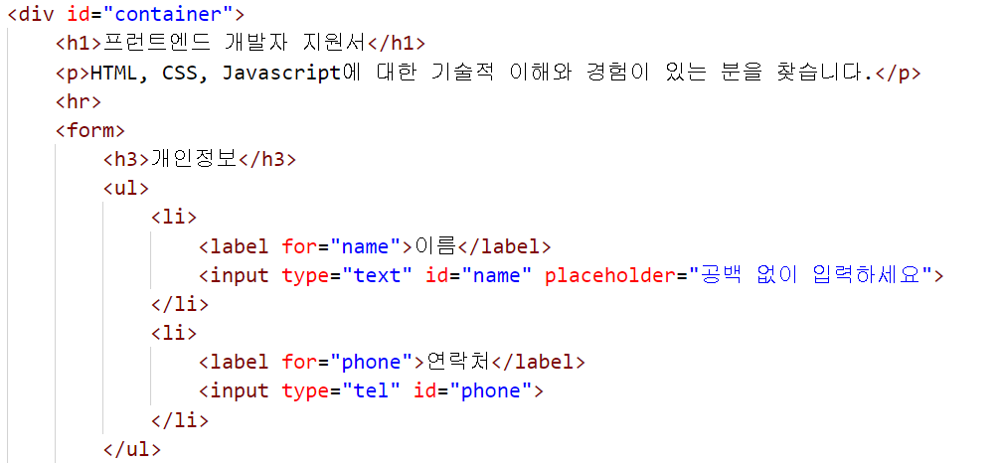 <div id="container">
<h1>프런트엔드 개발자 지원서</h1>
<p>HTML, CSS, Javascript에 대한 기술적 이해와 경험이 있는 분을 찾습니다.</p>
<hr>
<form>
<h3>개인정보</h3>
<ul>
<li>
<label for="name">이름</label>
<input type="text" id="name" placeholder="공백 없이 입력하세요">
</li>
<li>
<label for="phone">연락처</label>
<input type="tel" id="phone">
</li>
</ul>